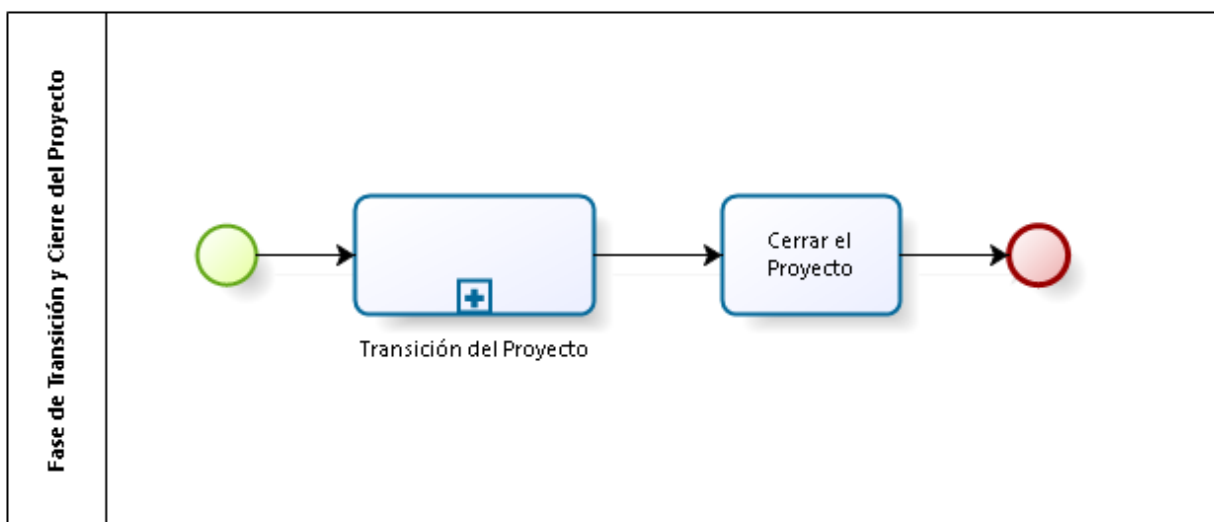 Fase de Transición y Cierre del Proyecto
Transición del Proyecto
Cerrar el
Proyecto